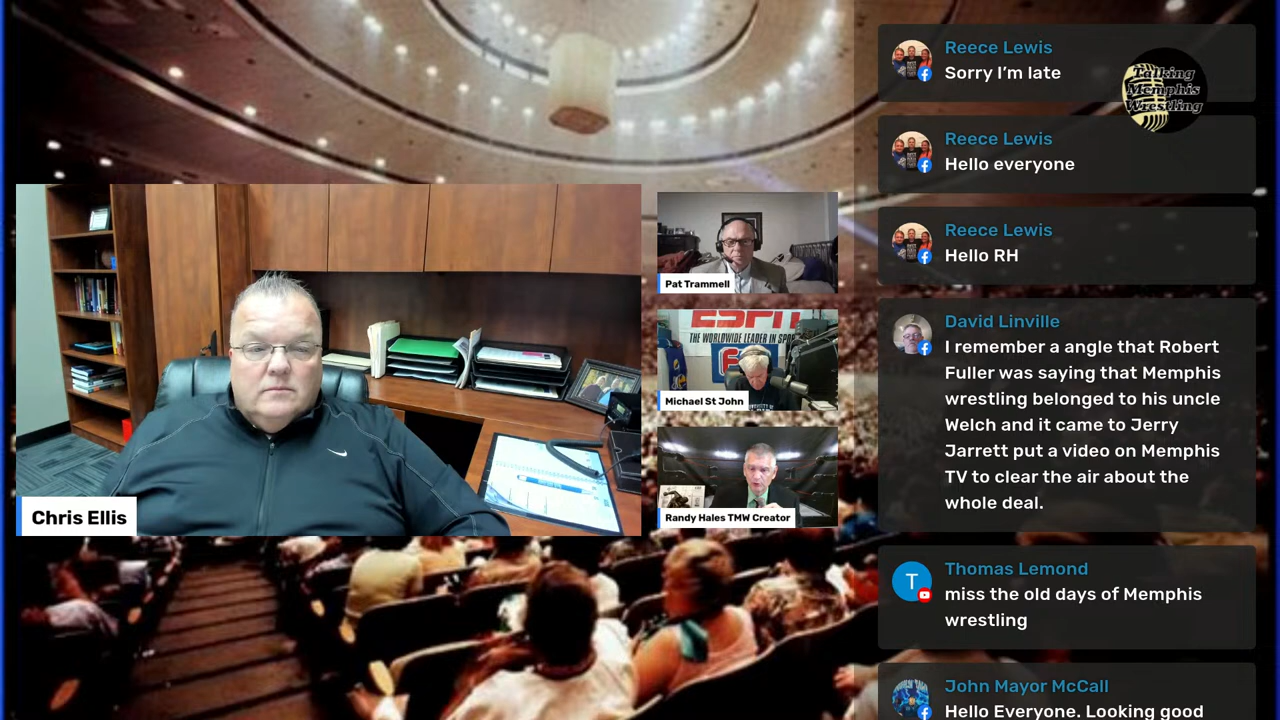 Chris Ellis
Pat Trammell
ESPN
THE WORLDWIDE LEADER IN SPO
Michael St John
Randy Hales TMW Creator
Talking
Memphis
Wrestling
Reece Lewis
Sorry I'm late
Reece Lewis
Hello everyone
Reece Lewis
Hello RH
David Linville
I remember a angle that Robert
Fuller was saying that Memphis
wrestling belonged to his uncle
Welch and it came to Jerry
Jarrett put a video on Memphis
TV to clear the air about the
whole deal.
T
Thomas Lemond
miss the old days of Memphis
wrestling
John Mayor McCall
Hello Everyone. Looking good